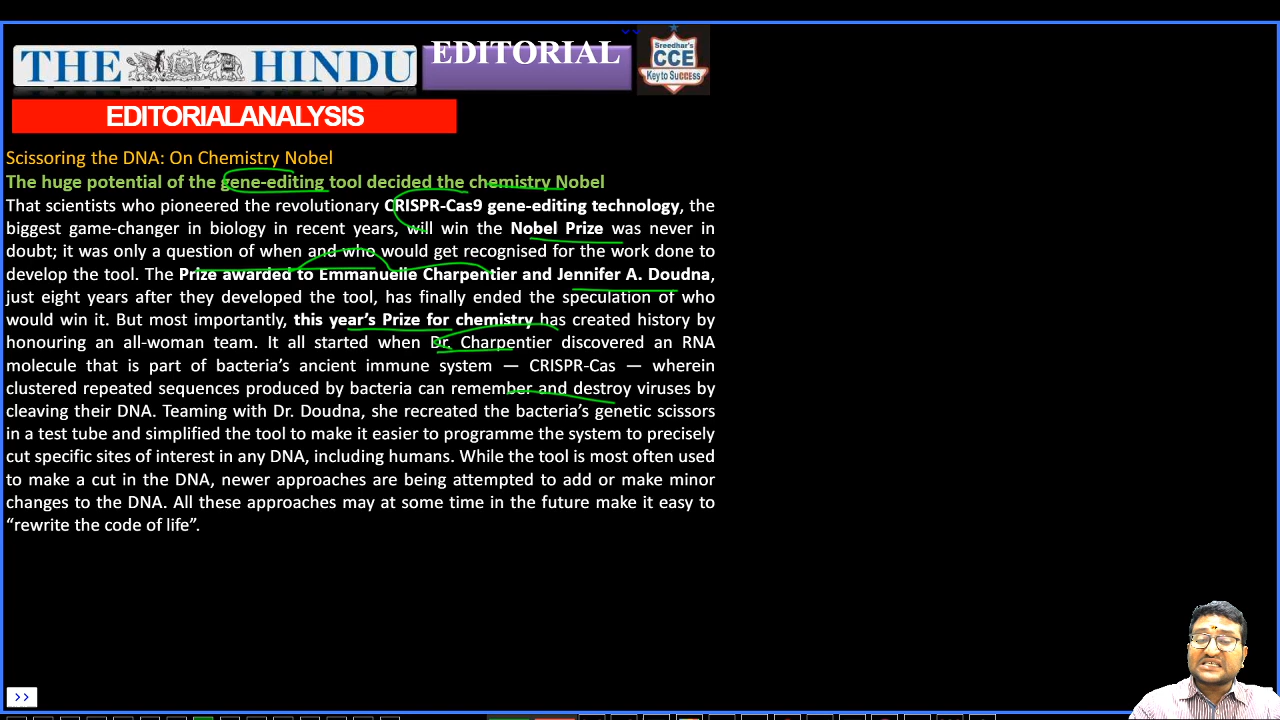 THE HINDU
EDITORIAL
Sreedhar's
CCE
Key to SuCCEss
EDITORIALANALYSIS
Scissoring the DNA: On Chemistry Nobel
The huge potential of the gene-editing tool decided the chemistry Nobel
That scientists who pioneered the revolutionary CRISPR-Cas9 gene-editing technology, the
biggest game-changer in biology in recent years, will win the Nobel Prize was never in
doubt; it was only a question of when and who would get recognised for the work done to
develop the tool. The Prize awarded to Emmanuelle Charpentier and Jennifer A. Doudna,
just eight years after they developed the tool, has finally ended the speculation of who
would win it. But most importantly, this year's Prize for chemistry has created history by
honouring an all-woman team. It all started when Dr. Charpentier discovered an RNA
molecule that is part of bacteria's ancient immune system — CRISPR-Cas — wherein
clustered repeated sequences produced by bacteria can remember and destroy viruses by
cleaving their DNA. Teaming with Dr. Doudna, she recreated the bacteria's genetic scissors
in a test tube and simplified the tool to make it easier to programme the system to precisely
cut specific sites of interest in any DNA, including humans. While the tool is most often used
to make a cut in the DNA, newer approaches are being attempted to add or make minor
changes to the DNA. All these approaches may at some time in the future make it easy to
“rewrite the code of life”.
>>